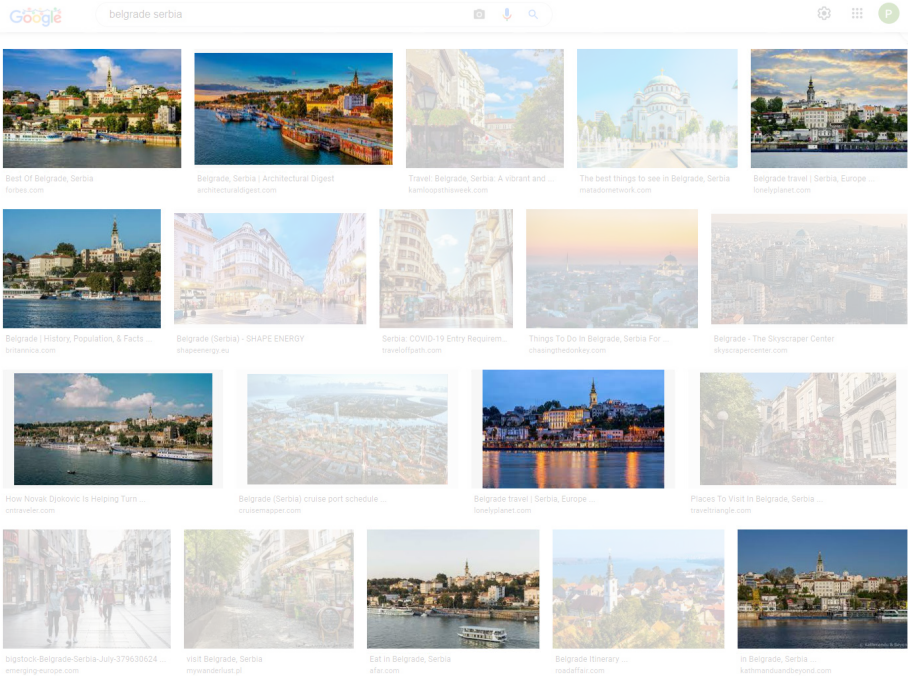 Google
belgrade serbia
P
Best Of Belgrade, Serbia
forbes.com
Belgrade, Serbia | Architectural Digest
architecturaldigest.com
Travel: Belgrade, Serbia: A vibrant and ...
The best things to see in Belgrade, Serbia
matadornetwork.com
Belgrade travel | Serbia, Europe ...
lonelyplanet.com
Belgrade | History, Population, & Facts ...
britannica.com
Belgrade (Serbia) - SHAPE ENERGY
shapeenergy.eu
Serbia: COVID-19 Entry Requirem...
traveloffpath.com
Things To Do In Belgrade, Serbia For ...
chasingthedonkey.com
Belgrade - The Skyscraper Center
skyscrapercenter.com
How Novak Djokovic Is Helping Turn ...
cntraveler.com
Belgrade (Serbia) cruise port schedule ...
cruisemapper.com
Belgrade travel | Serbia, Europe ...
lonelyplanet.com
Places To Visit In Belgrade, Serbia ...
traveltriangle.com
bigstock-Belgrade-Serbia-July-379630624 ...
emerging-europe.com
visit Belgrade, Serbia
mywanderlust.pl
Eat in Belgrade, Serbia
afar.com
Belgrade Itinerary ...
roadaffair.com
in Belgrade, Serbia ...
kathmanduandbeyond.com